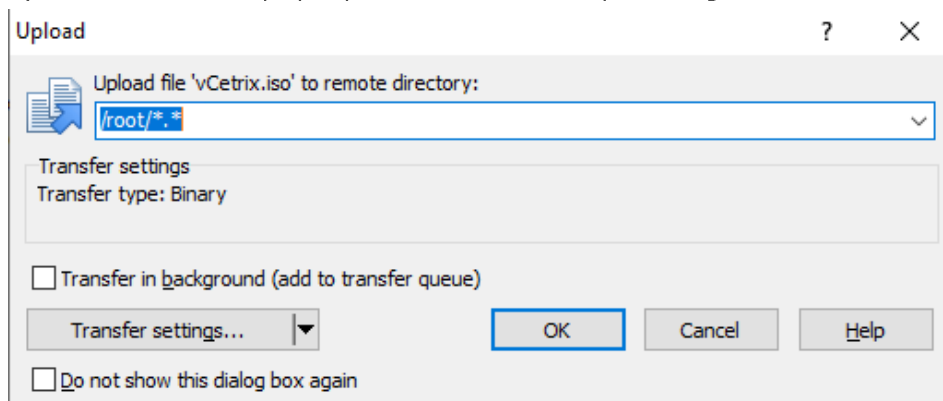 Upload
?
Upload file 'vCetrix.iso' to remote directory:
/root/*.*
Transfer settings
Transfer type: Binary
Transfer in background (add to transfer queue)
Transfer settings...
OK
Cancel
Help
Do not show this dialog box again